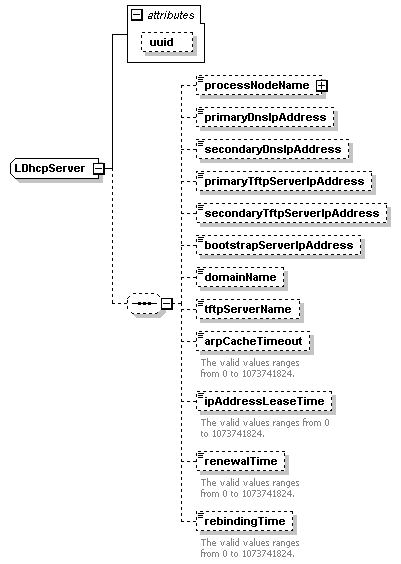 attributes
uuid
LDhcpServer
processNodeName
primaryDnsIpAddress
secondaryDnsIpAddress
primaryTftpServerIpAddress
secondaryTftpServerIpAddress
bootstrapServerIpAddress
domainName
tftpServerName
arpCacheTimeout
The valid values ranges
from 0 to 1073741824.
ipAddressLeaseTime
The valid values ranges from 0
to 1073741824.
renewalTime
The valid values ranges
from 0 to 1073741824.
rebindingTime
The valid values ranges
from 0 to 1073741824.